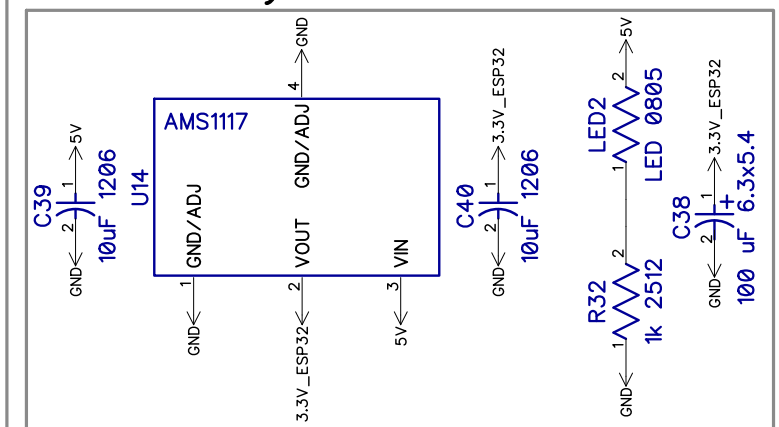 GND
4
AMS1117
GND/ADJ
GND/ADJ
VOUT
VIN
U14
1
2
3
GND
3.3V_ESP32
5V
5V
1
C39
1206
10uF
2
GND
3.3V_ESP32
1
C40
1206
10uF
2
GND
5V
2
LED2
LED 0805
1
2
R32
1k 2512
1
GND
3.3V_ESP32
1
C38
+
100 uF 6.3x5.4
2
GND